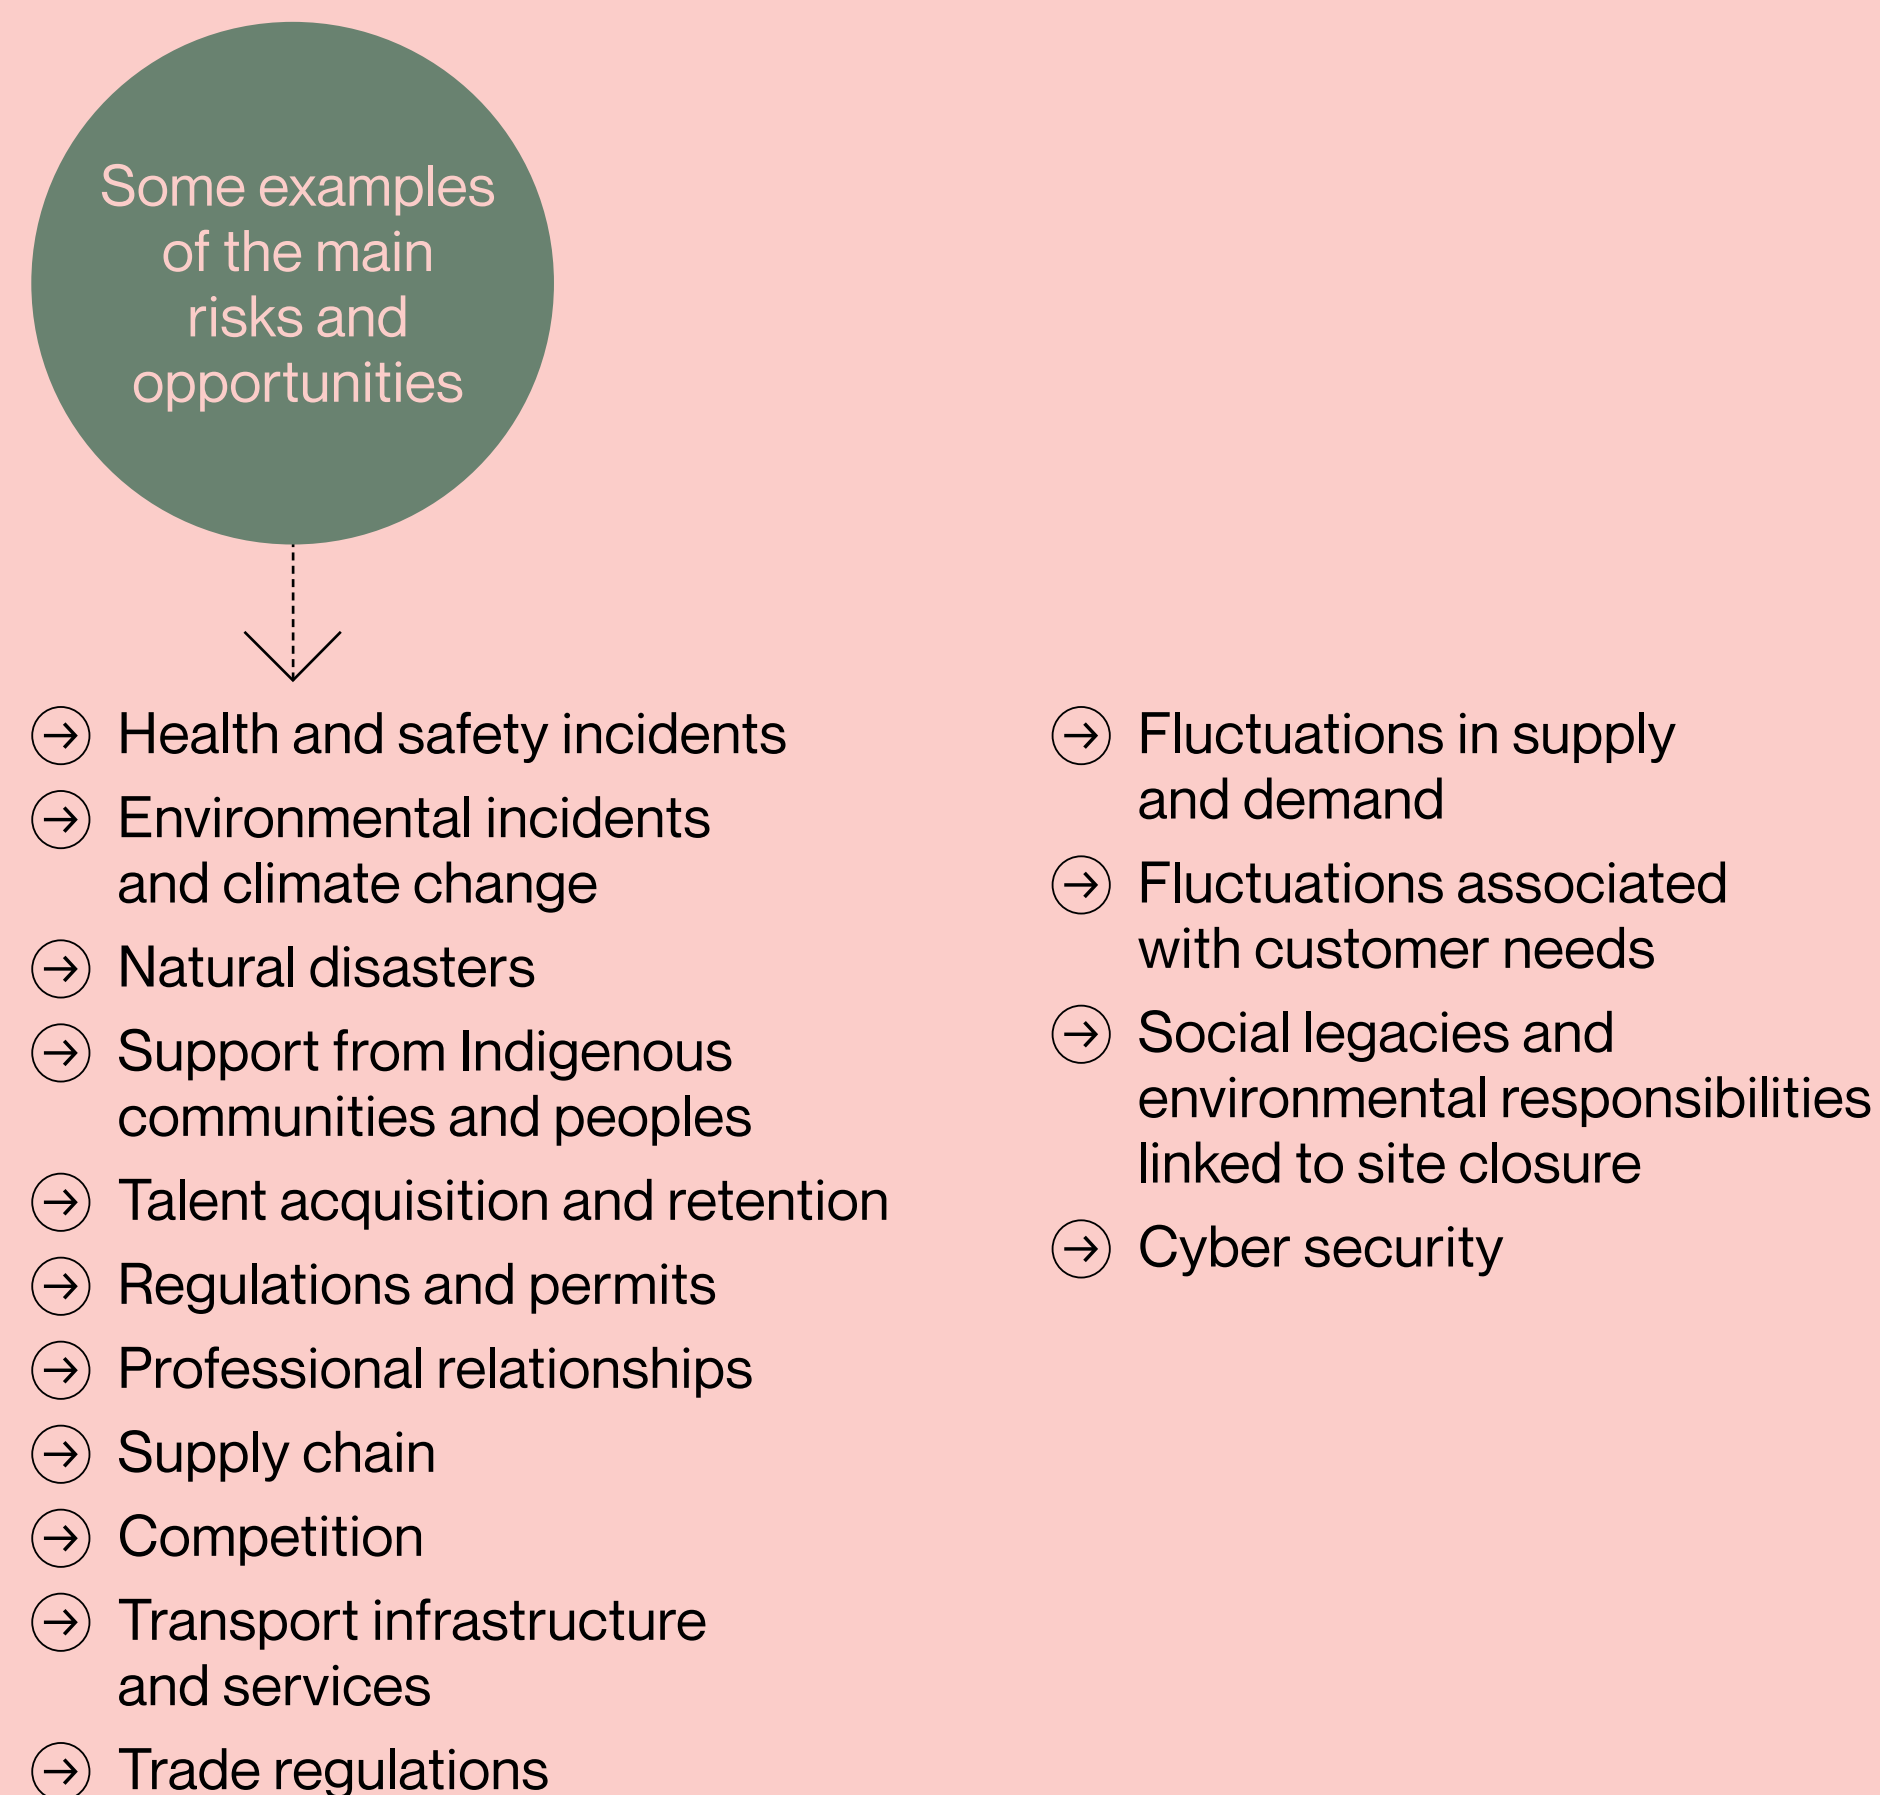 Some examples
of the main
risks and
opportunities
Health and safety incidents
Environmental incidents
and climate change
Natural disasters
Support from Indigenous
communities and peoples
Talent acquisition and retention
Regulations and permits
Professional relationships
Supply chain
Competition
Transport infrastructure
and services
Trade regulations
Fluctuations in supply
and demand
Fluctuations associated
with customer needs
Social legacies and
environmental responsibilities
linked to site closure
Cyber security